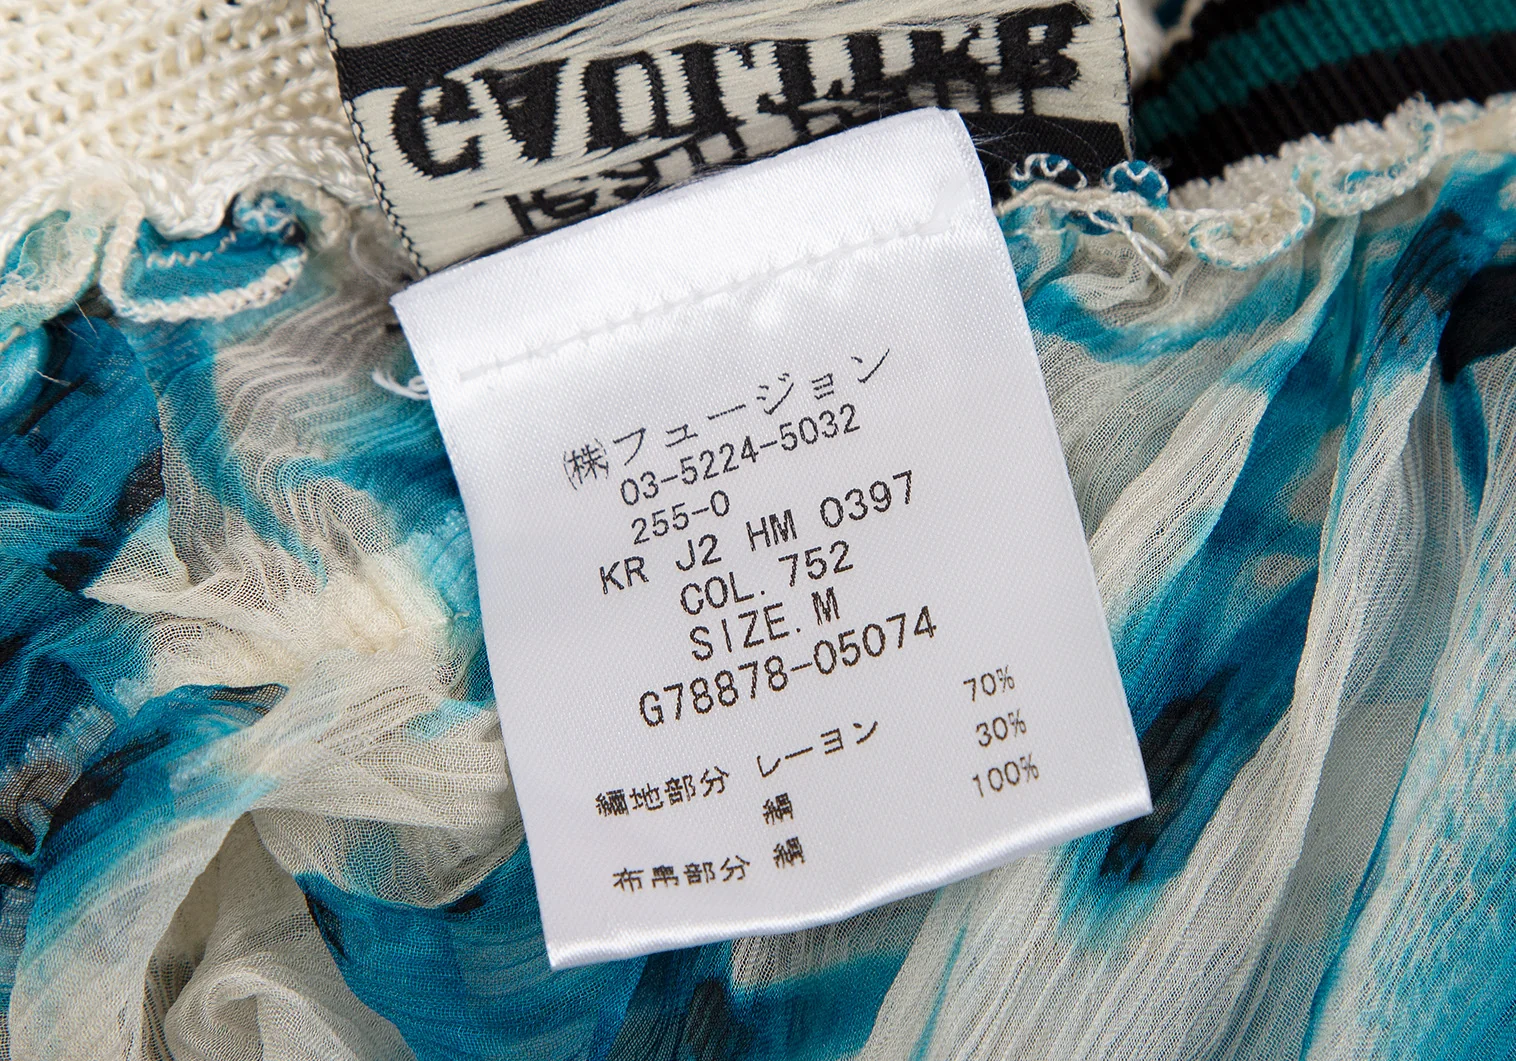 GAULTIER
㈱フュージョン
03-5224-5032
255-0
KR J2 HM 0397
COL. 752
SIZE. M
G78878-05074
編地部分 レーヨン 70%
絹 30%
布帛部分 絹 100%